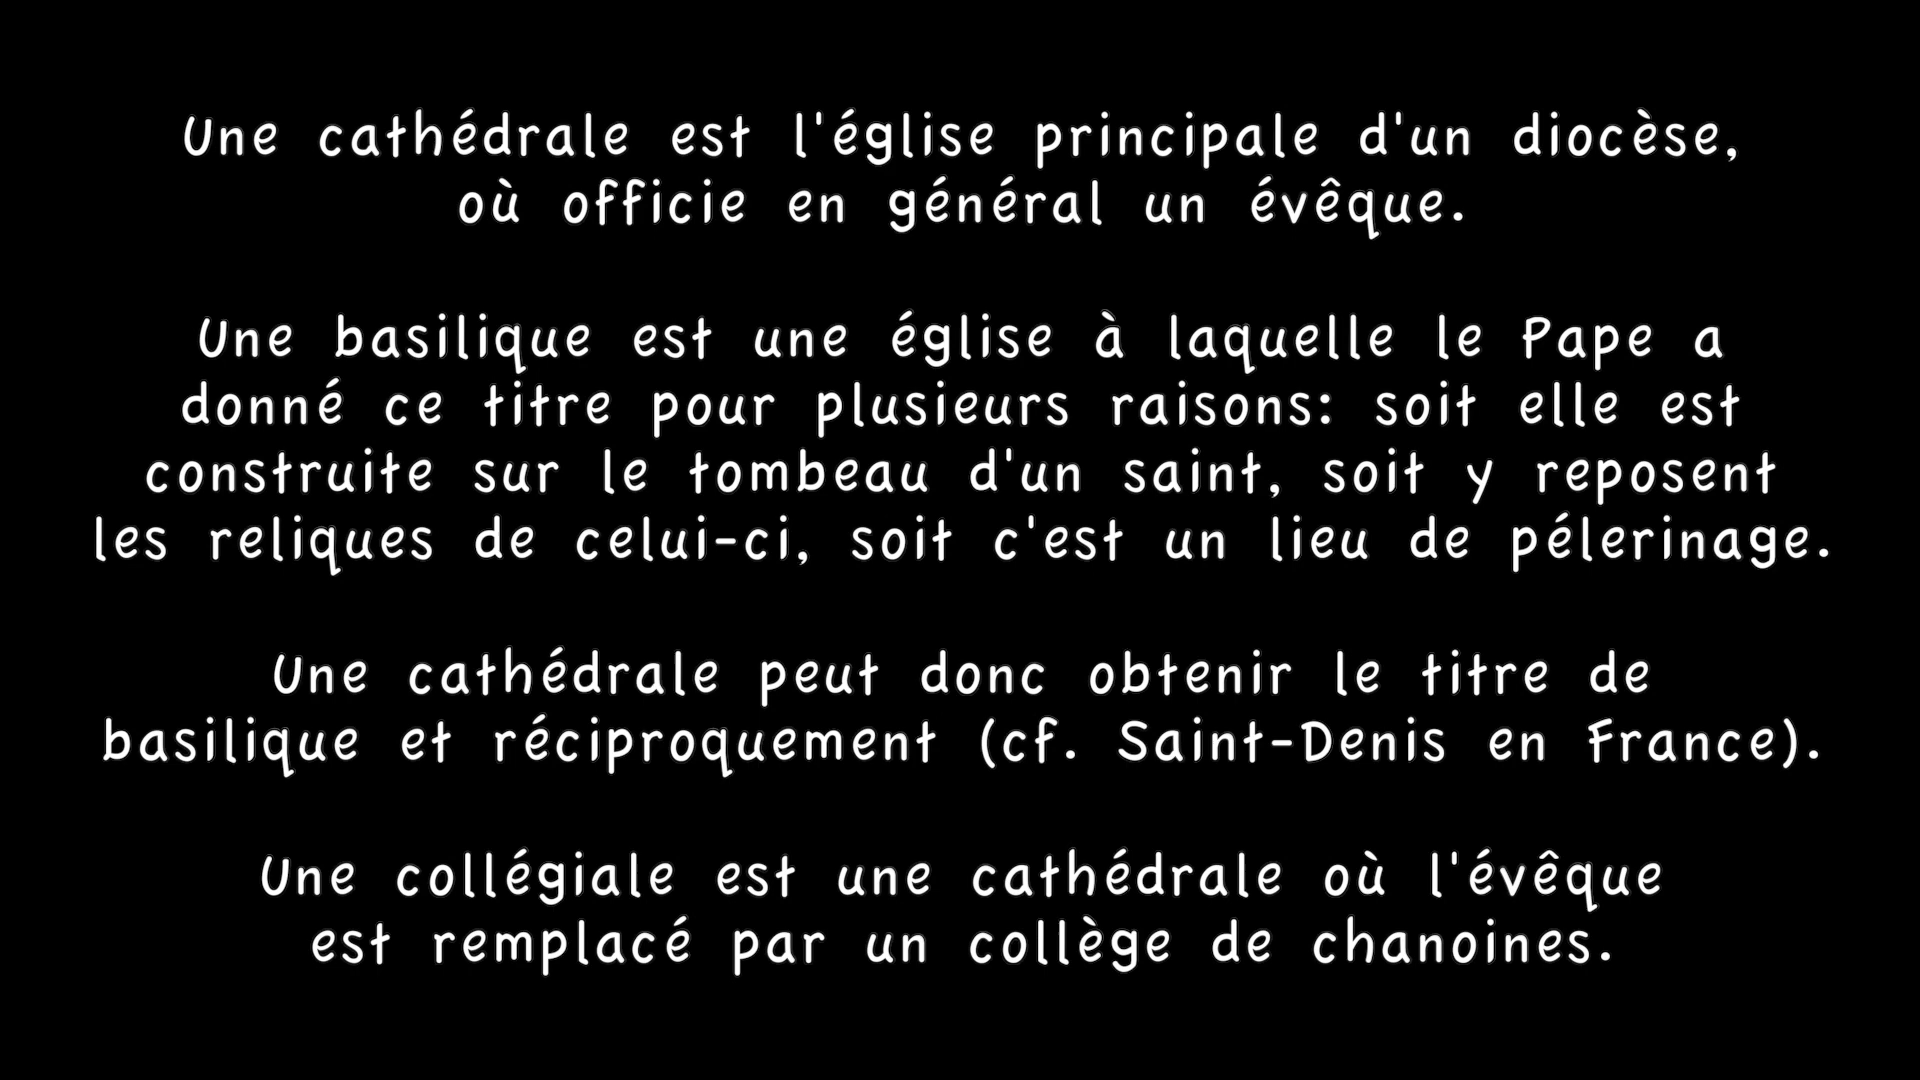 Une cathédrale est l'église principale d'un diocèse,
où officie en général un évêque.
Une basilique est une église à laquelle le Pape a
donné ce titre pour plusieurs raisons: soit elle est
construite sur le tombeau d'un saint, soit y reposent
les reliques de celui-ci, soit c'est un lieu de pélerinage.
Une cathédrale peut donc obtenir le titre de
basilique et réciproquement (cf. Saint-Denis en France).
Une collégiale est une cathédrale où l'évêque
est remplacé par un collège de chanoines.